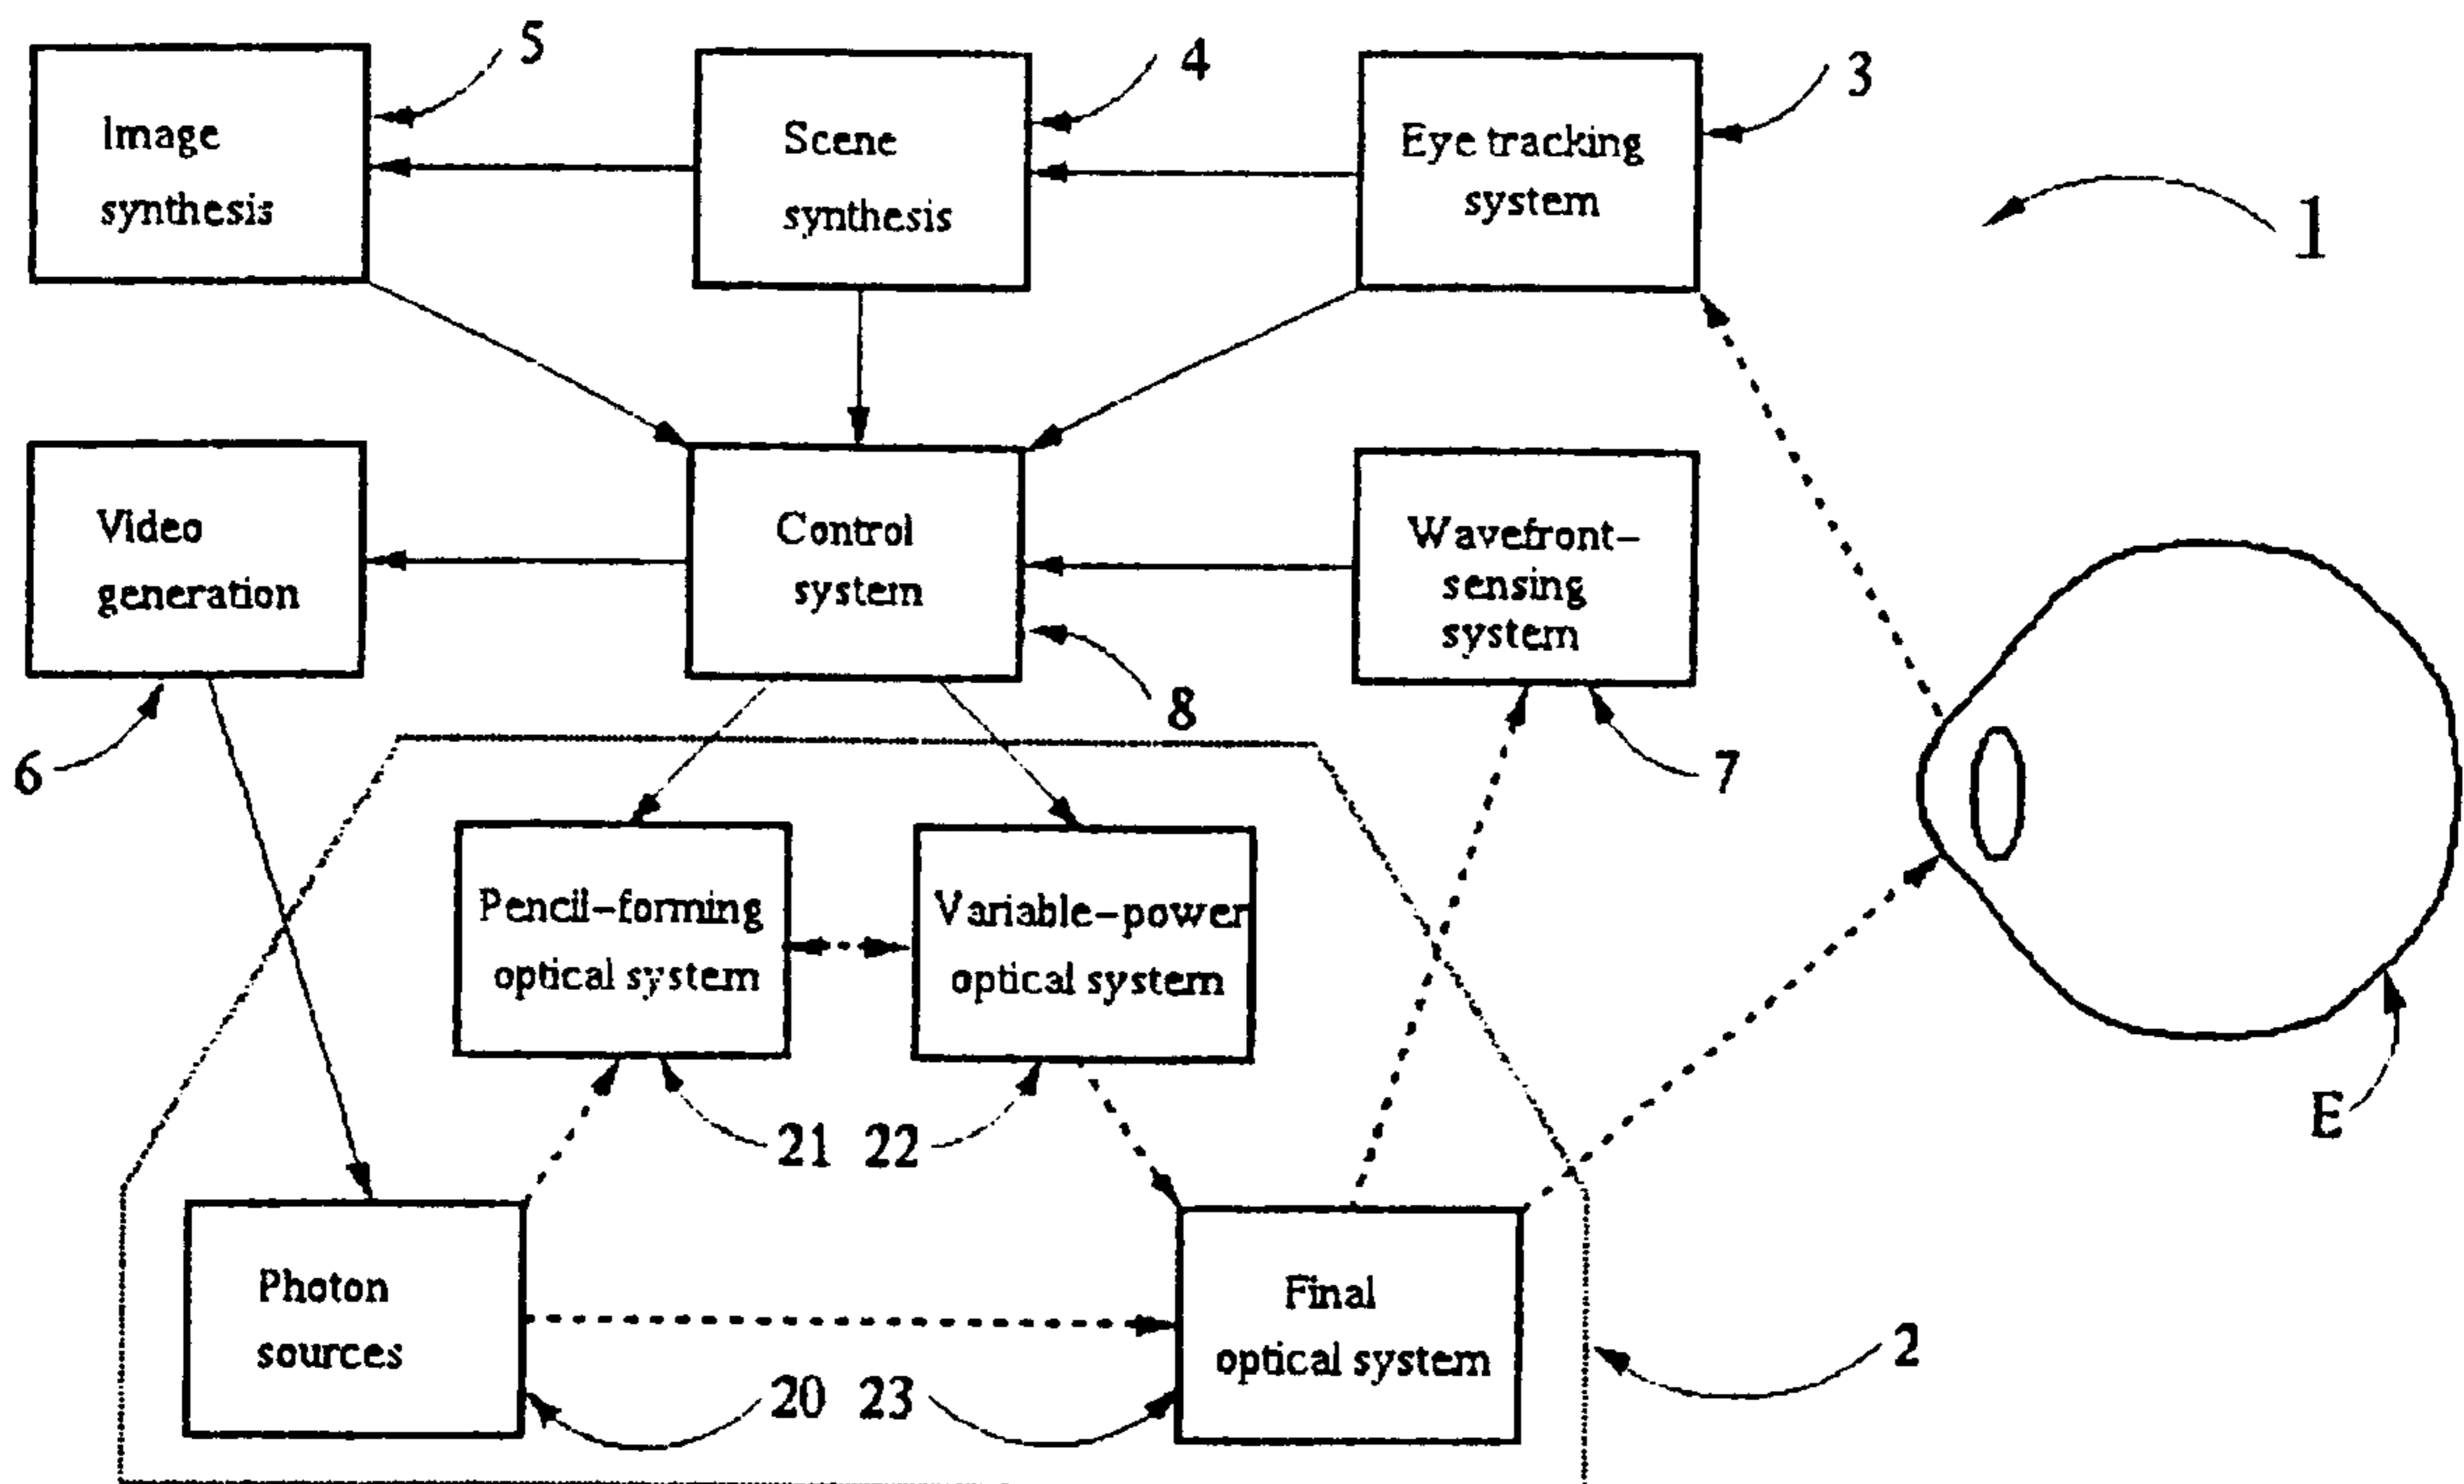 5
4
3
Image
synthesis
Scene
synthesis
Eye tracking
system
1
Video
generation
Control
system
Wavefront-
sensing
system
6
8
7
Pencil-forming
optical system
Variable-power
optical system
E
21
22
Photon
sources
Final
optical system
2
20
23